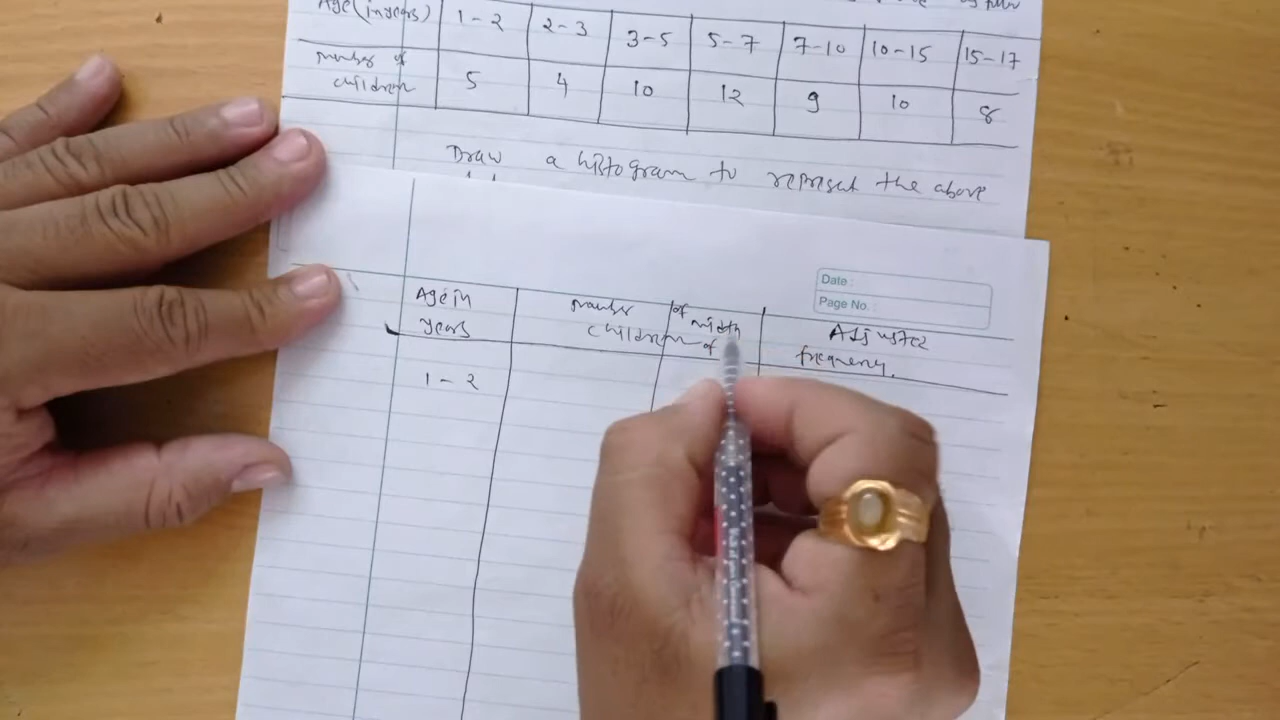 Age (in years) 1-2 2-3 3-5 5-7 7-10 10-15 15-17
number of
children 5 4 10 12 9 10 8
Draw a histogram to represent the above
Date :
Page No. :
Age in
years
number of
children
width
of
Adjusted
frequency.
1-2